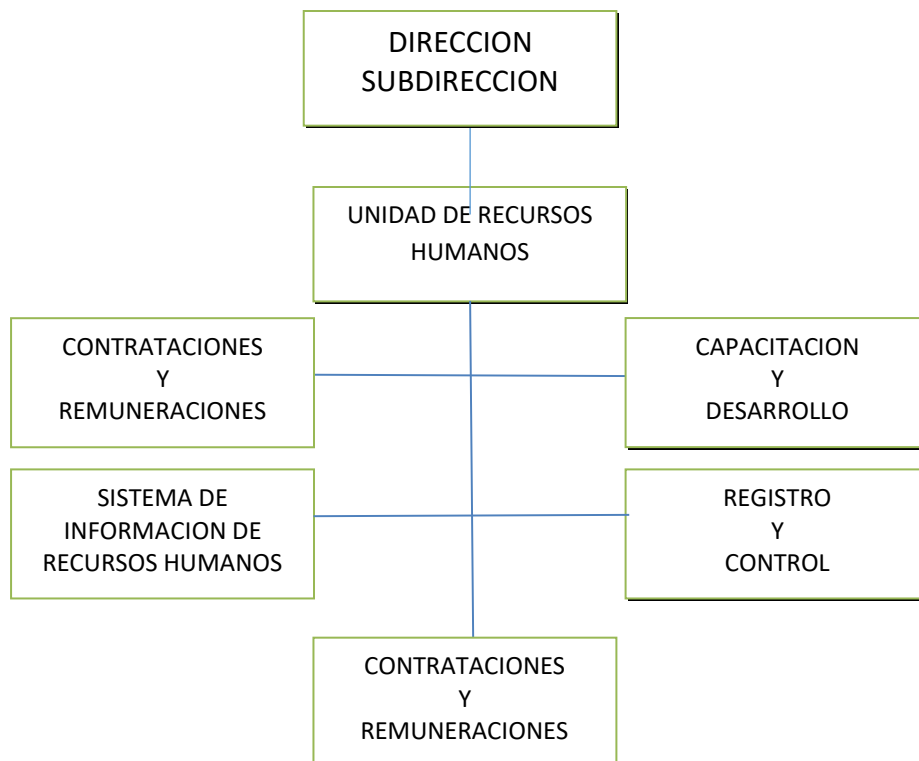 DIRECCION
SUBDIRECCION
UNIDAD DE RECURSOS
HUMANOS
CONTRATACIONES
Y
REMUNERACIONES
CAPACITACION
Y
DESARROLLO
SISTEMA DE
INFORMACION DE
RECURSOS HUMANOS
REGISTRO
Y
CONTROL
CONTRATACIONES
Y
REMUNERACIONES